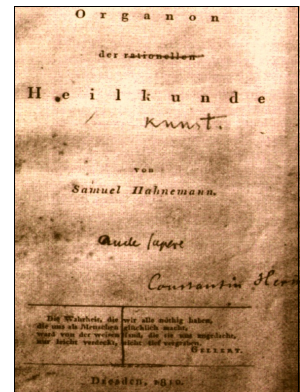 Organon
der rationellen
Heilkunde
Kunst.
von
Samuel Hahnemann.
Aude sapere
Constantin Her
Die Wahrheit, die wir alle nöthig haben,
die uns als Menschen glücklich macht,
ward von der weisen Hand, die sie uns zugedacht,
nur leicht verdeckt, nicht tief vergraben.
GELLERT.
Dresden, 1810.